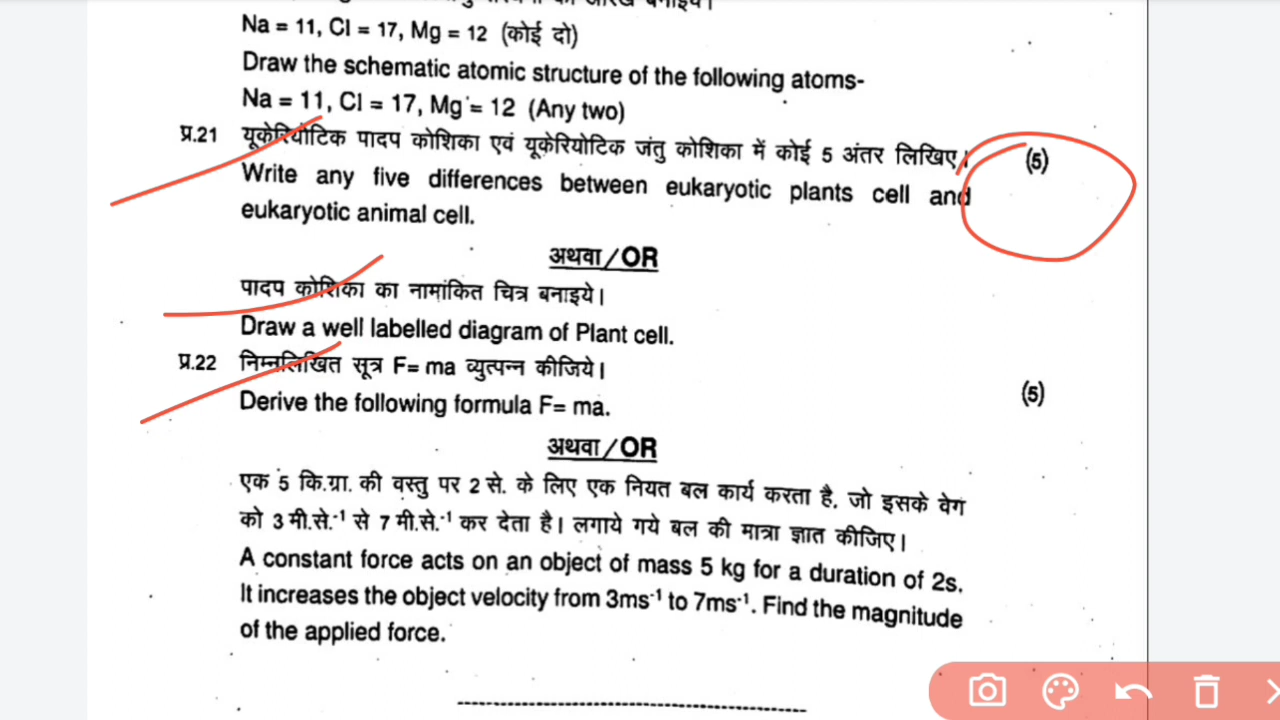 Na = 11, Cl = 17, Mg = 12 (कोई दो)
Draw the schematic atomic structure of the following atoms-
Na = 11, Cl = 17, Mg = 12 (Any two)
प्र.21 यूकेरियोटिक पादप कोशिका एवं यूकेरियोटिक जंतु कोशिका में कोई 5 अंतर लिखिए। (5)
Write any five differences between eukaryotic plants cell and
eukaryotic animal cell.
अथवा/OR
पादप कोशिका का नामांकित चित्र बनाइये।
Draw a well labelled diagram of Plant cell.
प्र.22 निम्नलिखित सूत्र F= ma व्युत्पन्न कीजिये।
(5)
Derive the following formula F= ma.
अथवा/OR
एक 5 कि.ग्रा. की वस्तु पर 2 से. के लिए एक नियत बल कार्य करता है, जो इसके वेग
को 3 मी.से.⁻¹ से 7 मी.से.⁻¹ कर देता है। लगाये गये बल की मात्रा ज्ञात कीजिए।
A constant force acts on an object of mass 5 kg for a duration of 2s.
It increases the object velocity from 3ms⁻¹ to 7ms⁻¹. Find the magnitude
of the applied force.